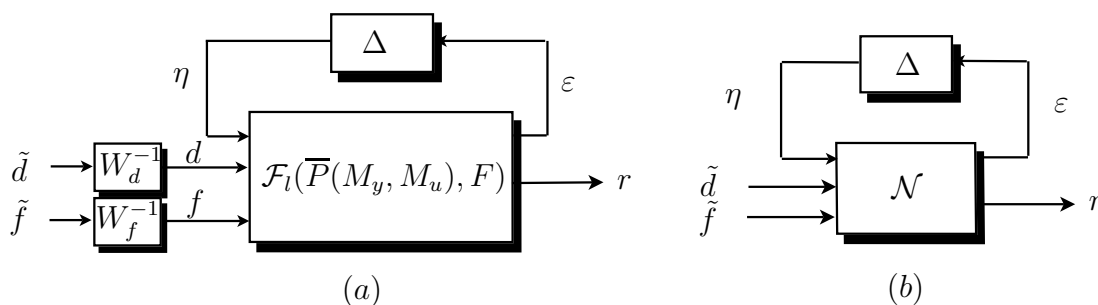 Δ
η
ε
d̃
W_d^{-1}
d
F_l(P̅(M_y, M_u), F)
r
f̃
W_f^{-1}
f
(a)
Δ
η
ε
d̃
f̃
N
r
(b)